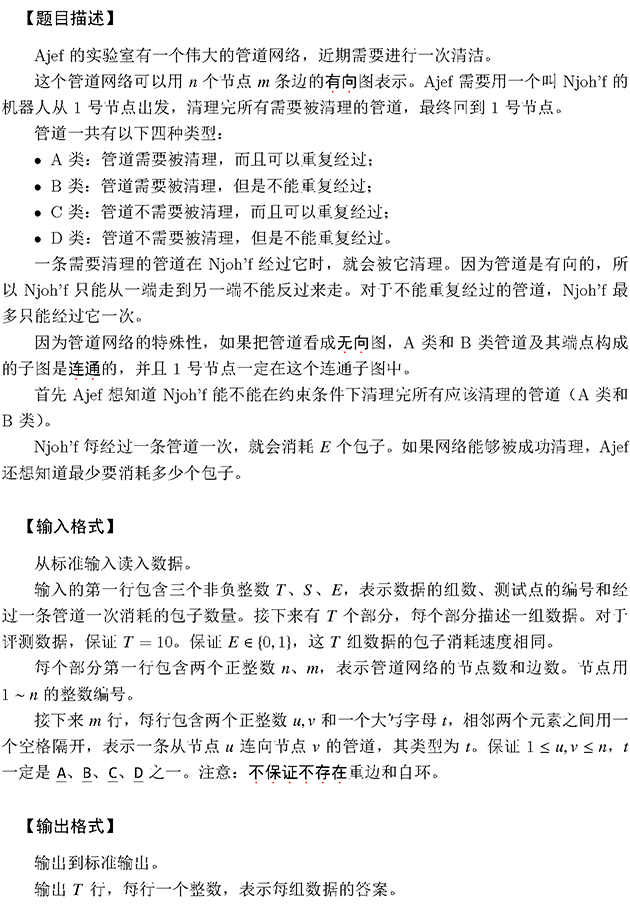 【题目描述】
Ajef 的实验室有一个伟大的管道网络，近期需要进行一次清洁。
这个管道网络可以用 n 个节点 m 条边的有向图表示。Ajef 需要用一个叫 Njoh'f 的
机器人从 1 号节点出发，清理完所有需要被清理的管道，最终回到 1 号节点。
管道一共有以下四种类型：
• A 类：管道需要被清理，而且可以重复经过；
• B 类：管道需要被清理，但是不能重复经过；
• C 类：管道不需要被清理，而且可以重复经过；
• D 类：管道不需要被清理，但是不能重复经过。
一条需要清理的管道在 Njoh'f 经过它时，就会被它清理。因为管道是有向的，所
以 Njoh'f 只能从一端走到另一端不能反过来走。对于不能重复经过的管道，Njoh'f 最
多只能经过它一次。
因为管道网络的特殊性，如果把管道看成无向图，A 类和 B 类管道及其端点构成
的子图是连通的，并且 1 号节点一定在这个连通子图中。
首先 Ajef 想知道 Njoh'f 能不能在约束条件下清理完所有应该清理的管道（A 类和
B 类）。
Njoh'f 每经过一条管道一次，就会消耗 E 个包子。如果网络能够被成功清理，Ajef
还想知道最少要消耗多少个包子。
【输入格式】
从标准输入读入数据。
输入的第一行包含三个非负整数 T、S、E，表示数据的组数、测试点的编号和经
过一条管道一次消耗的包子数量。接下来有 T 个部分，每个部分描述一组数据。对于
评测数据，保证 T = 10。保证 E ∈ {0, 1}，这 T 组数据的包子消耗速度相同。
每个部分第一行包含两个正整数 n、m，表示管道网络的节点数和边数。节点用
1 ~ n 的整数编号。
接下来 m 行，每行包含两个正整数 u, v 和一个大写字母 t，相邻两个元素之间用一
个空格隔开，表示一条从节点 u 连向节点 v 的管道，其类型为 t。保证 1 ≤ u, v ≤ n，t
一定是 A、B、C、D 之一。注意：不保证不存在重边和自环。
【输出格式】
输出到标准输出。
输出 T 行，每行一个整数，表示每组数据的答案。